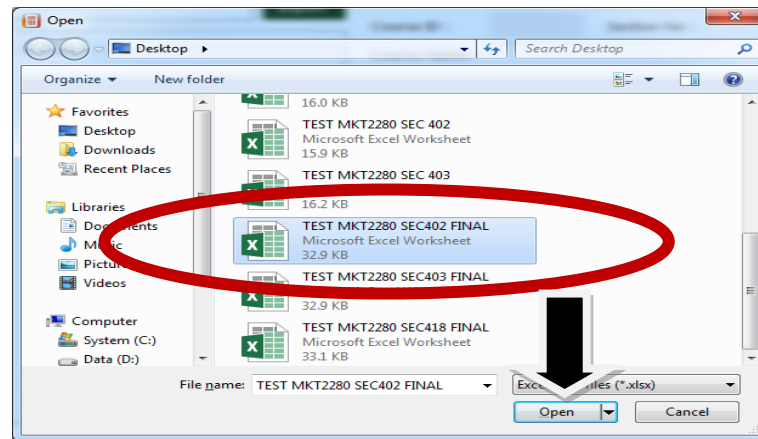 Open
Desktop
Search Desktop
Organize
New folder
Favorites
Desktop
Downloads
Recent Places
Libraries
Music
Videos
Computer
System (C:)
Data (D:)
16.0 KB
TEST MKT2280 SEC 402
Microsoft Excel Worksheet
15.9 KB
TEST MKT2280 SEC 403
16.2 KB
TEST MKT2280 SEC402 FINAL
Microsoft Excel Worksheet
32.9 KB
TEST MKT2280 SEC403 FINAL
32.9 KB
TEST MKT2280 SEC418 FINAL
Microsoft Excel Worksheet
33.1 KB
File name: TEST MKT2280 SEC402 FINAL
(*.xlsx)
Open
Cancel